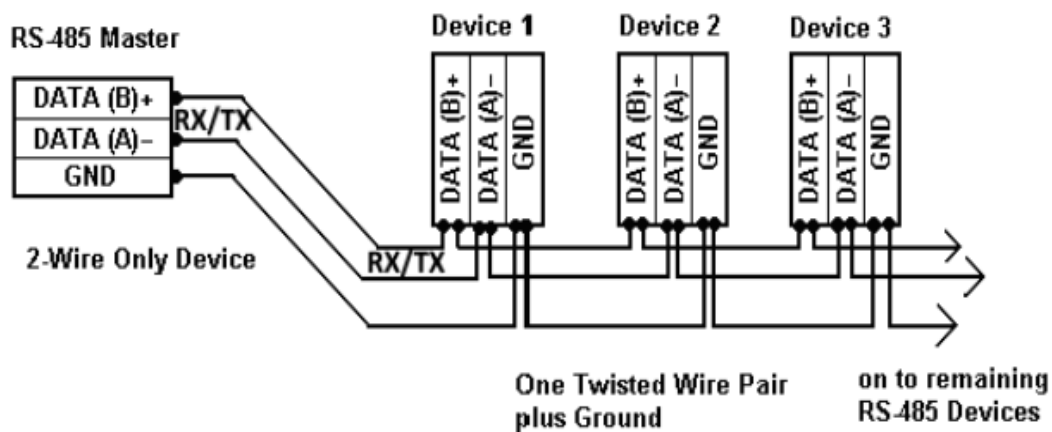 RS-485 Master
DATA (B)+
DATA (A)–
GND
RX/TX
2-Wire Only Device
RX/TX
Device 1
DATA (B)+
DATA (A)–
GND
Device 2
DATA (B)+
DATA (A)–
GND
Device 3
DATA (B)+
DATA (A)–
GND
One Twisted Wire Pair
plus Ground
on to remaining
RS-485 Devices